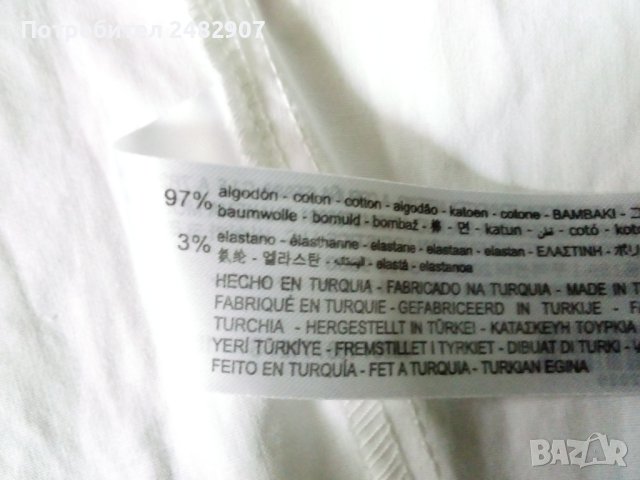 Потребител 2482907
97% algodón - coton - cotton - algodão - katoen - cotone - ΒΑΜΒΑΚΙ -
baumwolle - bomuld - bombaž - 棉 - 면 - katun - قطن - cotó -
3% elastano - élasthanne - elastane - elastaan - elastan - ΕΛΑΣΤΙΝΗ -
氨纶 - 엘라스탄 - - elastà - elastanoa
HECHO EN TURQUIA - FABRICADO NA TURQUIA - MADE IN
FABRIQUÉ EN TURQUIE - GEFABRICEERD IN TURKIJE -
TURCHIA - HERGESTELLT IN TÜRKEI - ΚΑΤΑΣΚΕΥΗ ΤΟΥΡΚΙΑ
YERİ TÜRKİYE - FREMSTILLET I TYRKIET - DIBUAT DI TURKI -
FEITO EN TURQUÍA - FET A TURQUIA - TURKIAN EGINA
BAZAR
bg